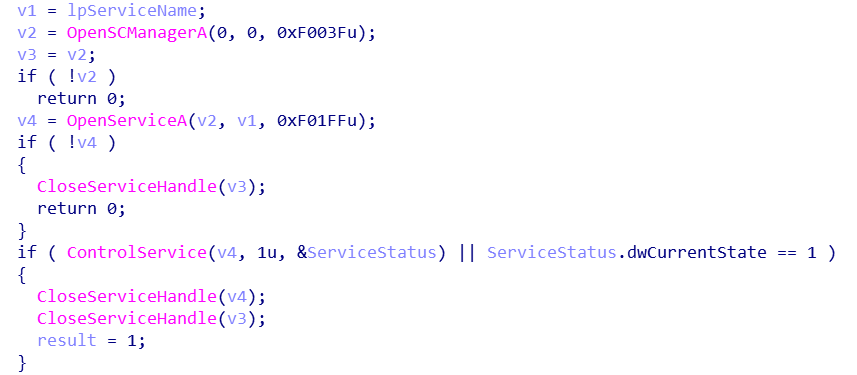 v1 = lpServiceName;
v2 = OpenSCManagerA(0, 0, 0xF003Fu);
v3 = v2;
if ( !v2 )
  return 0;
v4 = OpenServiceA(v2, v1, 0xF01FFu);
if ( !v4 )
{
  CloseServiceHandle(v3);
  return 0;
}
if ( ControlService(v4, 1u, &ServiceStatus) || ServiceStatus.dwCurrentState == 1 )
{
  CloseServiceHandle(v4);
  CloseServiceHandle(v3);
  result = 1;
}